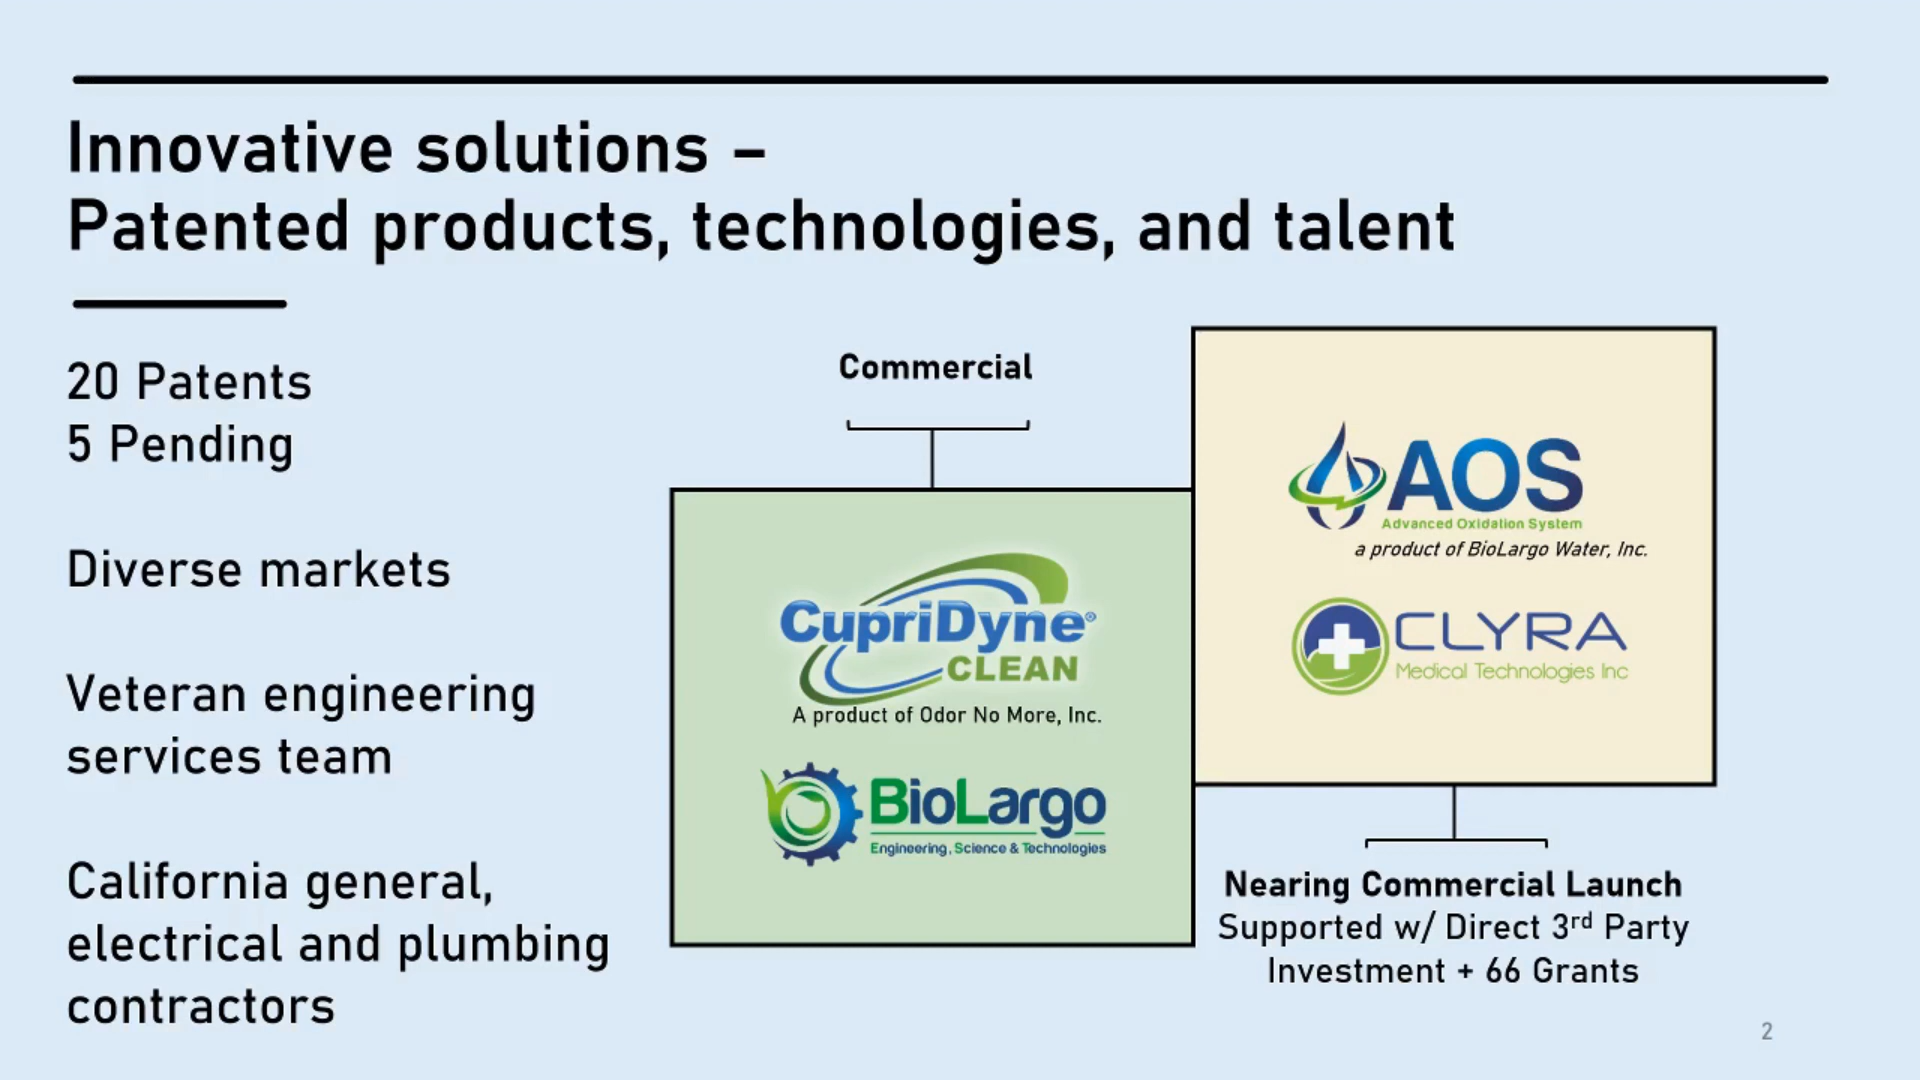 Innovative solutions –
Patented products, technologies, and talent
20 Patents
5 Pending
Diverse markets
Veteran engineering
services team
California general,
electrical and plumbing
contractors
Commercial
CupriDyne®
CLEAN
A product of Odor No More, Inc.
BioLargo
Engineering, Science & Technologies
AOS
Advanced Oxidation System
a product of BioLargo Water, Inc.
CLYRA
Medical Technologies Inc
Nearing Commercial Launch
Supported w/ Direct 3rd Party
Investment + 66 Grants
2